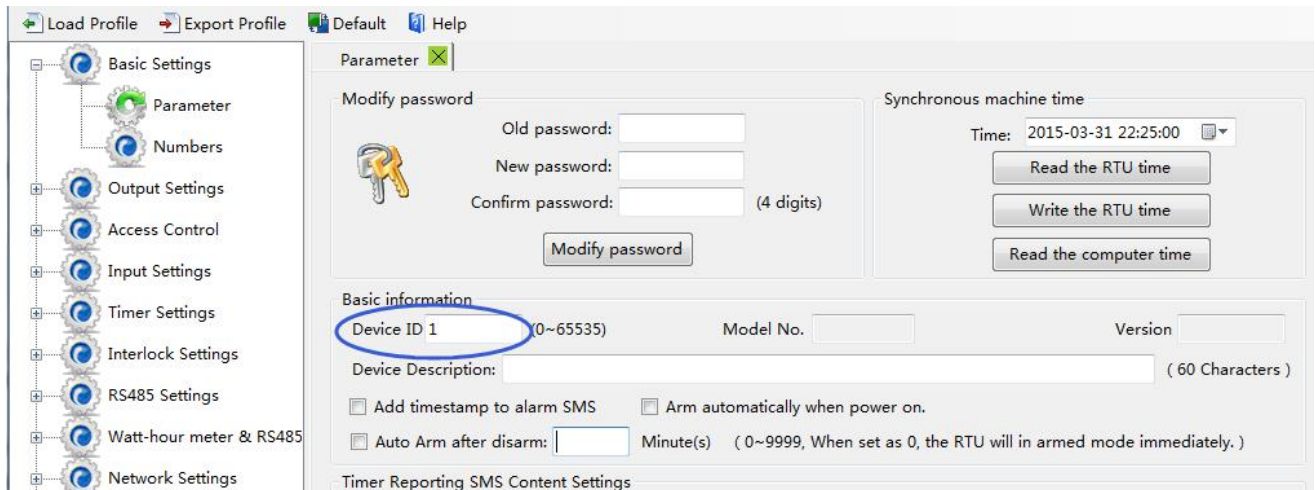 Load Profile Export Profile Default Help
Basic Settings
Parameter
Numbers
Output Settings
Access Control
Input Settings
Timer Settings
Interlock Settings
RS485 Settings
Watt-hour meter & RS485
Network Settings
Parameter
Modify password
Old password:
New password:
Confirm password: (4 digits)
Modify password
Synchronous machine time
Time: 2015-03-31 22:25:00
Read the RTU time
Write the RTU time
Read the computer time
Basic information
Device ID 1 (0~65535) Model No. Version
Device Description: ( 60 Characters )
Add timestamp to alarm SMS Arm automatically when power on.
Auto Arm after disarm: Minute(s) ( 0~9999, When set as 0, the RTU will in armed mode immediately. )
Timer Reporting SMS Content Settings